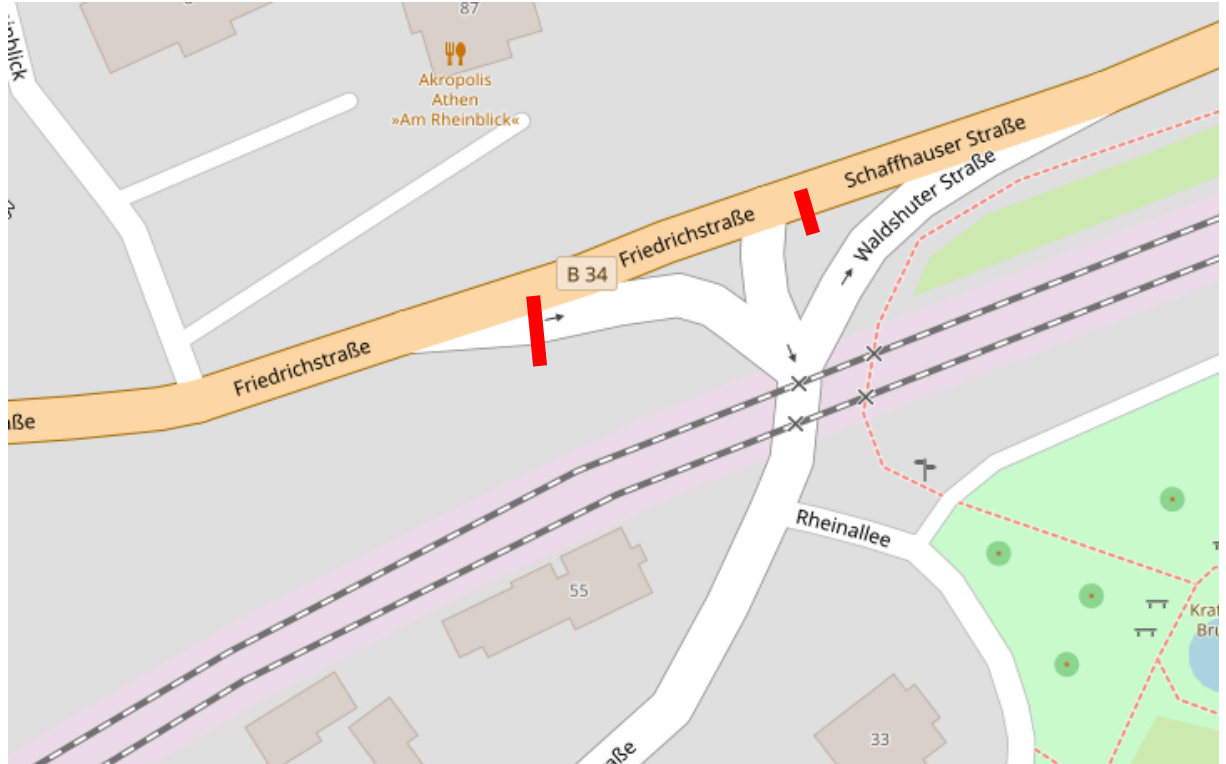 87
Akropolis
Athen
»Am Rheinblick«
Schaffhauser Straße
Waldshuter Straße
Friedrichstraße
B 34
Friedrichstraße
Rheinallee
55
33